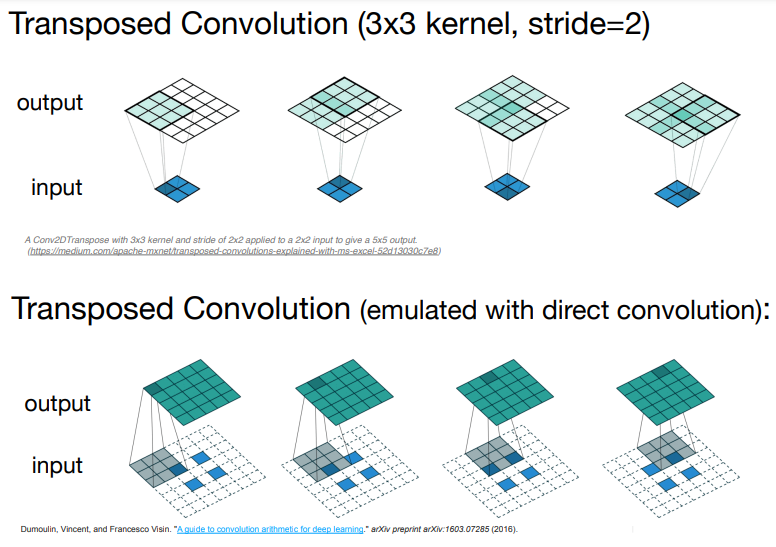 Transposed Convolution (3x3 kernel, stride=2)
output
input
A Conv2DTranspose with 3x3 kernel and stride of 2x2 applied to a 2x2 input to give a 5x5 output.
(https://medium.com/apache-mxnet/transposed-convolutions-explained-with-ms-excel-52d13030c7e8)
Transposed Convolution (emulated with direct convolution):
output
input
Dumoulin, Vincent, and Francesco Visin. "A guide to convolution arithmetic for deep learning." arXiv preprint arXiv:1603.07285 (2016).